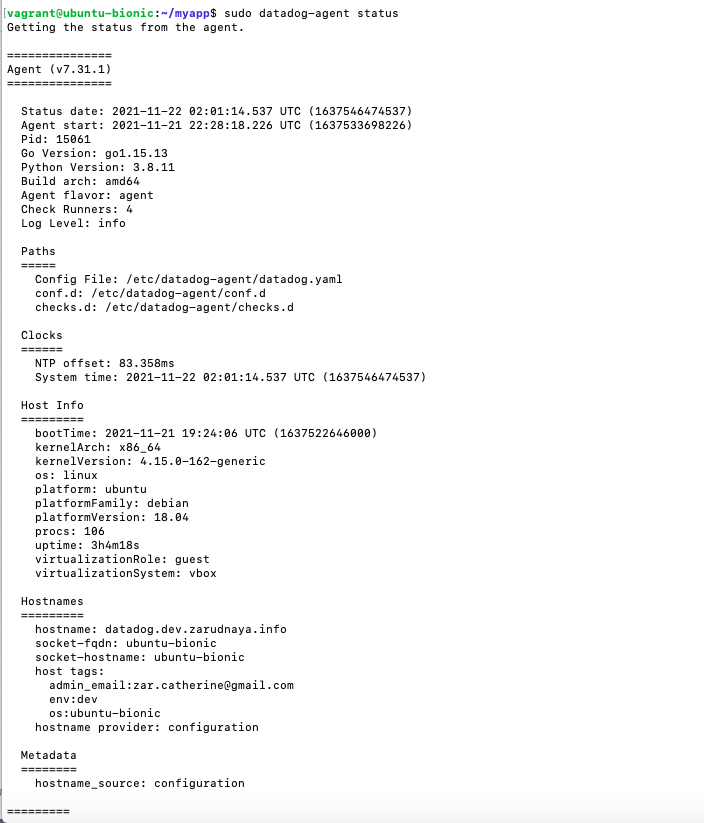 [vagrant@ubuntu-bionic:~/myapp$ sudo datadog-agent status
Getting the status from the agent.
===============
Agent (v7.31.1)
===============
Status date: 2021-11-22 02:01:14.537 UTC (1637546474537)
Agent start: 2021-11-21 22:28:18.226 UTC (1637533698226)
Pid: 15061
Go Version: go1.15.13
Python Version: 3.8.11
Build arch: amd64
Agent flavor: agent
Check Runners: 4
Log Level: info
Paths
=====
Config File: /etc/datadog-agent/datadog.yaml
conf.d: /etc/datadog-agent/conf.d
checks.d: /etc/datadog-agent/checks.d
Clocks
======
NTP offset: 83.358ms
System time: 2021-11-22 02:01:14.537 UTC (1637546474537)
Host Info
=========
bootTime: 2021-11-21 19:24:06 UTC (1637522646000)
kernelArch: x86_64
kernelVersion: 4.15.0-162-generic
os: linux
platform: ubuntu
platformFamily: debian
platformVersion: 18.04
procs: 106
uptime: 3h4m18s
virtualizationRole: guest
virtualizationSystem: vbox
Hostnames
=========
hostname: datadog.dev.zarudnaya.info
socket-fqdn: ubuntu-bionic
socket-hostname: ubuntu-bionic
host tags:
admin_email:zar.catherine@gmail.com
env:dev
os:ubuntu-bionic
hostname provider: configuration
Metadata
========
hostname_source: configuration
=========